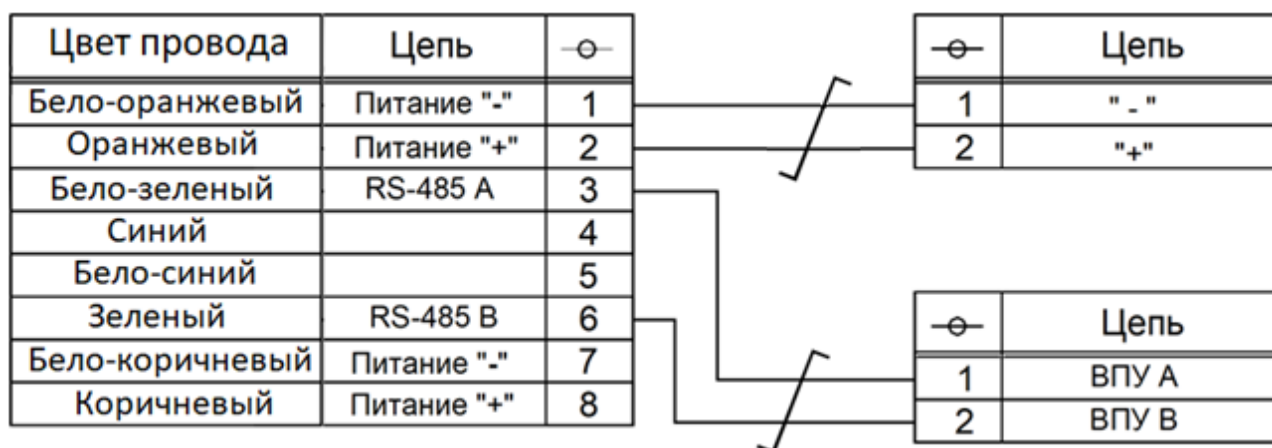 Цвет провода Цепь
Бело-оранжевый Питание "-" 1
Оранжевый Питание "+" 2
Бело-зеленый RS-485 A 3
Синий 4
Бело-синий 5
Зеленый RS-485 B 6
Бело-коричневый Питание "-" 7
Коричневый Питание "+" 8
Цепь
1 " - "
2 "+"
Цепь
1 ВПУ А
2 ВПУ В